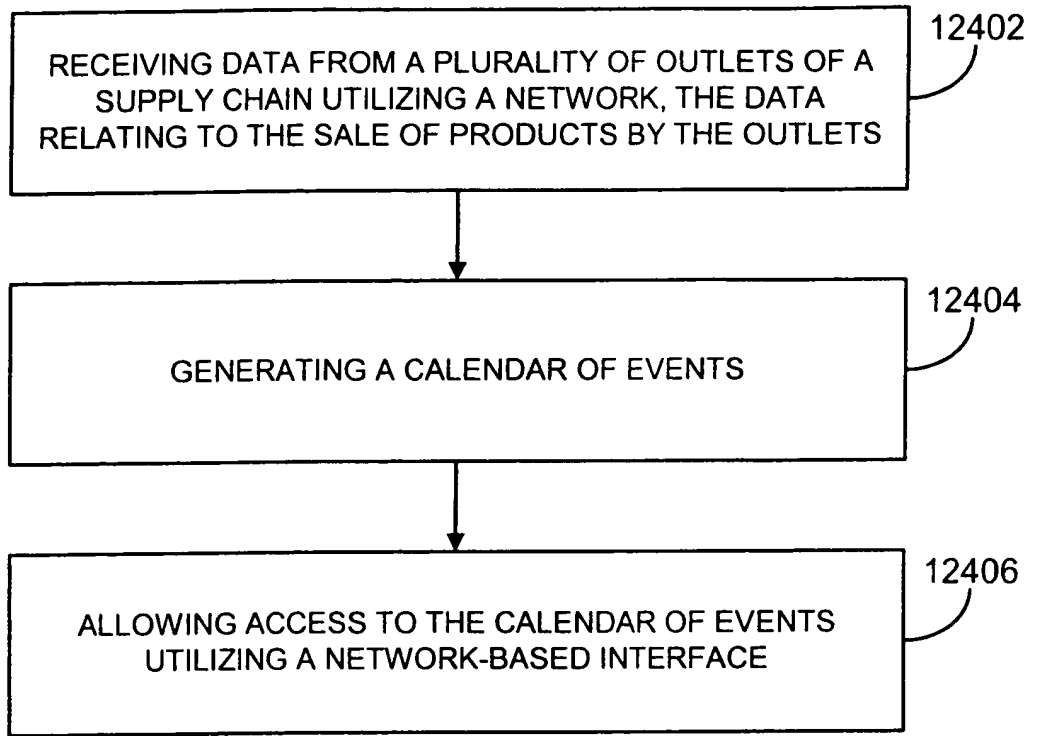 12402
RECEIVING DATA FROM A PLURALITY OF OUTLETS OF A
SUPPLY CHAIN UTILIZING A NETWORK, THE DATA
RELATING TO THE SALE OF PRODUCTS BY THE OUTLETS
12404
GENERATING A CALENDAR OF EVENTS
12406
ALLOWING ACCESS TO THE CALENDAR OF EVENTS
UTILIZING A NETWORK-BASED INTERFACE